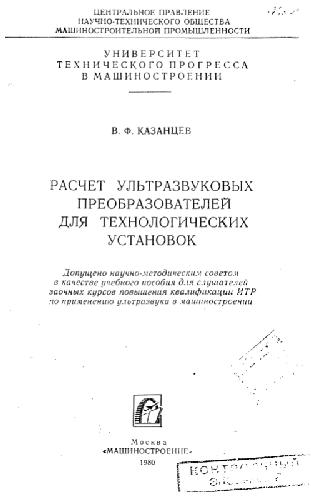 ЦЕНТРАЛЬНОЕ ПРАВЛЕНИЕ
НАУЧНО-ТЕХНИЧЕСКОГО ОБЩЕСТВА
МАШИНОСТРОИТЕЛЬНОЙ ПРОМЫШЛЕННОСТИ
УНИВЕРСИТЕТ
ТЕХНИЧЕСКОГО ПРОГРЕССА
В МАШИНОСТРОЕНИИ
В. Ф. КАЗАНЦЕВ
РАСЧЕТ УЛЬТРАЗВУКОВЫХ
ПРЕОБРАЗОВАТЕЛЕЙ
ДЛЯ ТЕХНОЛОГИЧЕСКИХ
УСТАНОВОК
Допущено научно-методическим советом
в качестве учебного пособия для слушателей
заочных курсов повышения квалификации ИТР
по применению ультразвука в машиностроении
Москва
«МАШИНОСТРОЕНИЕ»
1980
КОНТРОЛЬНЫЙ